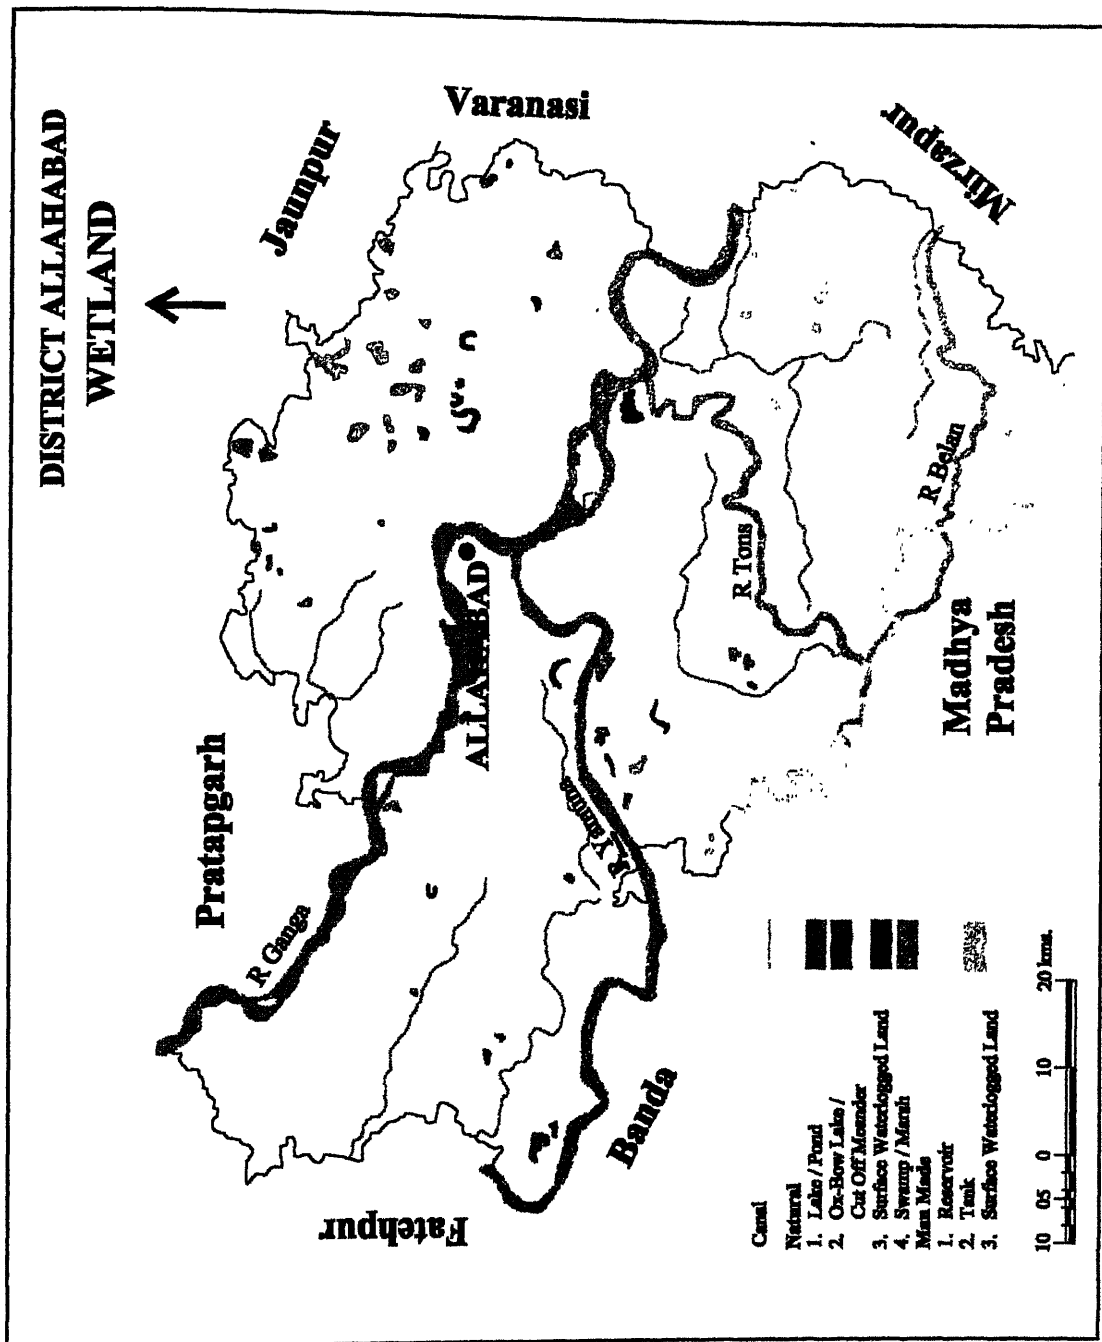 DISTRICT ALLAHABAD
WETLAND
Varanasi
Jaunpur
Mirzapur
Pratapgarh
R Ganga
ALLAHABAD
R Yamuna
R Tons
R Belan
Madhya
Pradesh
Banda
Fatehpur
Canal
Natural
1. Lake / Pond
2. Ox-Bow Lake /
Cut Off Meander
3. Surface Waterlogged Land
4. Swamp / Marsh
Man Made
1. Reservoir
2. Tank
3. Surface Waterlogged Land
10 05 0 10 20 kms.